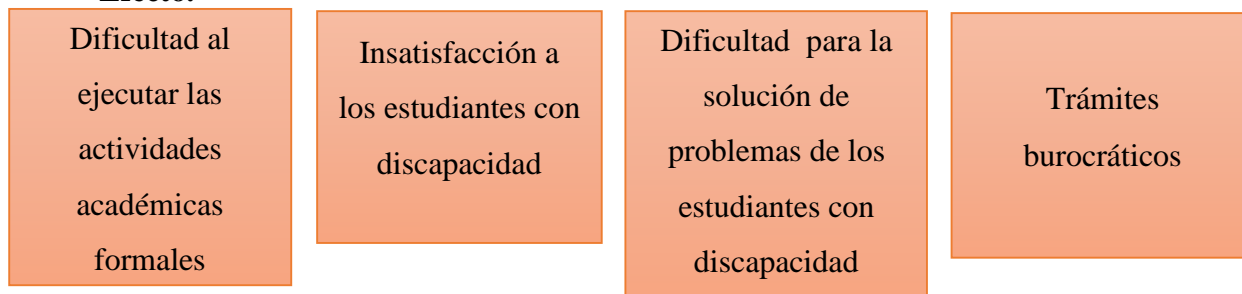 Dificultad al
ejecutar las
actividades
académicas
formales
Insatisfacción a
los estudiantes con
discapacidad
Dificultad para la
solución de
problemas de los
estudiantes con
discapacidad
Trámites
burocráticos